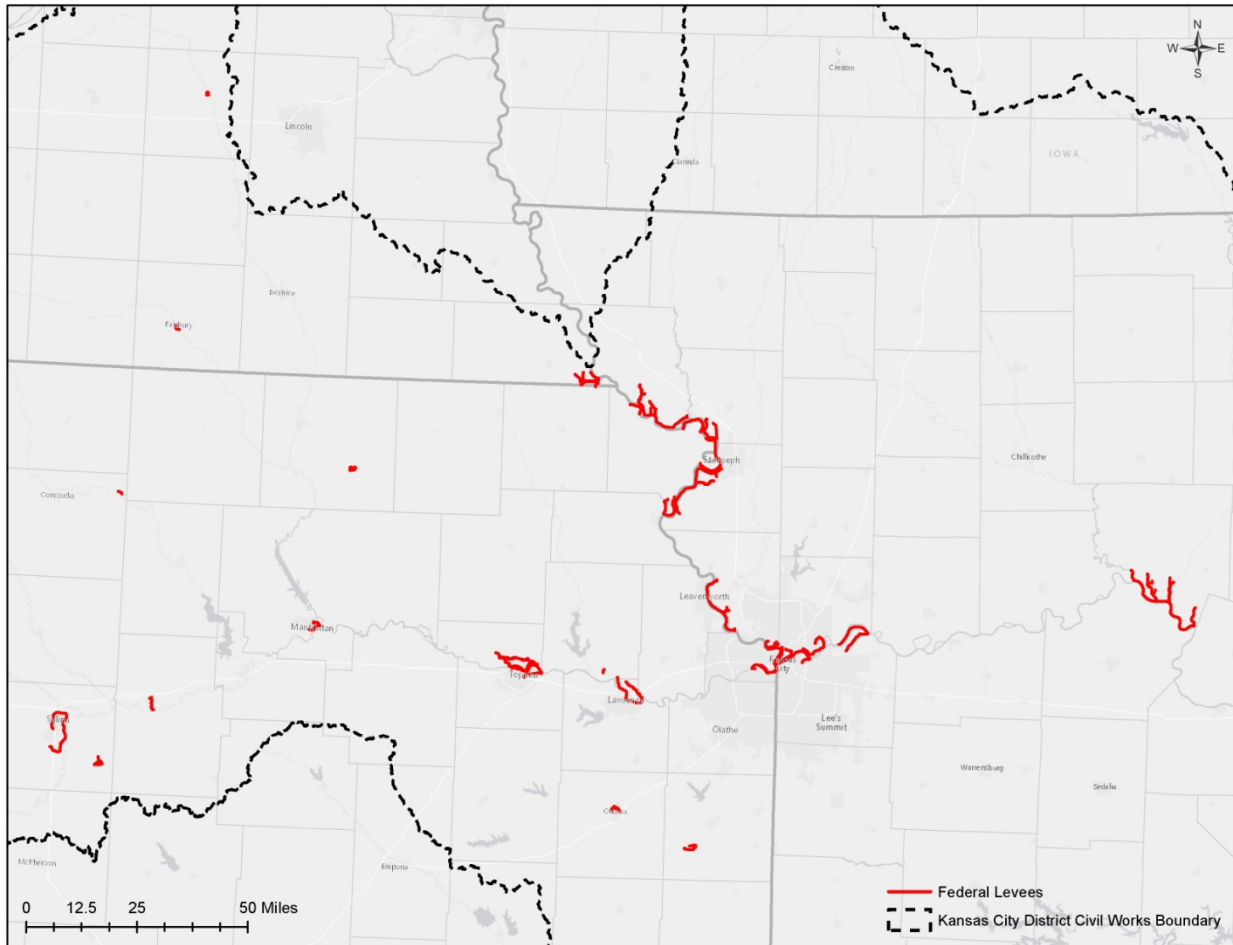 N
W E
S
Creston
Lincoln
IOWA
Clarinda
Beatrice
Fairbury
St Joseph
Chillicothe
Concordia
Leavenworth
Manhattan
Kansas
City
Topeka
Lawrence
Salina
Lee's
Summit
Olathe
Warrensburg
Sedalia
Ottawa
McPherson
Emporia
Federal Levees
0 12.5 25 50 Miles
Kansas City District Civil Works Boundary